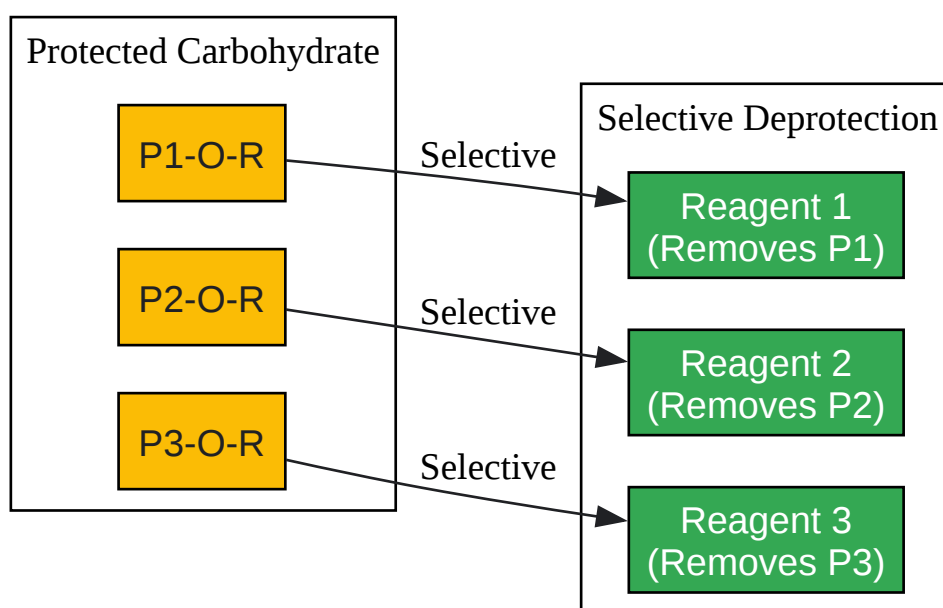 Protected Carbohydrate
P1-O-R
P2-O-R
P3-O-R
Selective
Selective
Selective
Selective Deprotection
Reagent 1
(Removes P1)
Reagent 2
(Removes P2)
Reagent 3
(Removes P3)